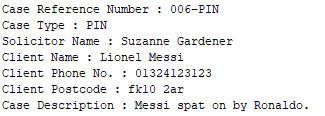 Case Reference Number : 006-PIN
Case Type : PIN
Solicitor Name : Suzanne Gardener
Client Name : Lionel Messi
Client Phone No. : 01324123123
Client Postcode : fk10 2ar
Case Description : Messi spat on by Ronaldo.